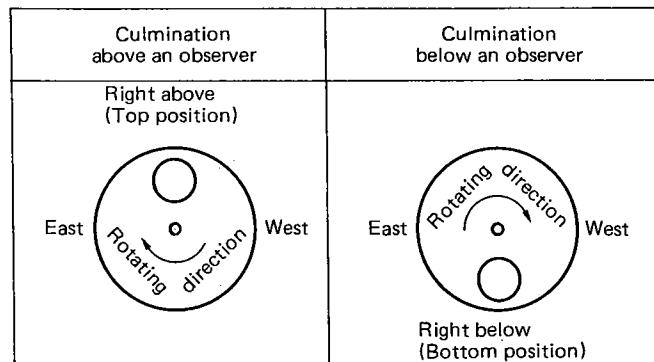 Culmination
above an observer
Culmination
below an observer
Right above
(Top position)
East
Rotating direction
West
East
Rotating direction
West
Right below
(Bottom position)